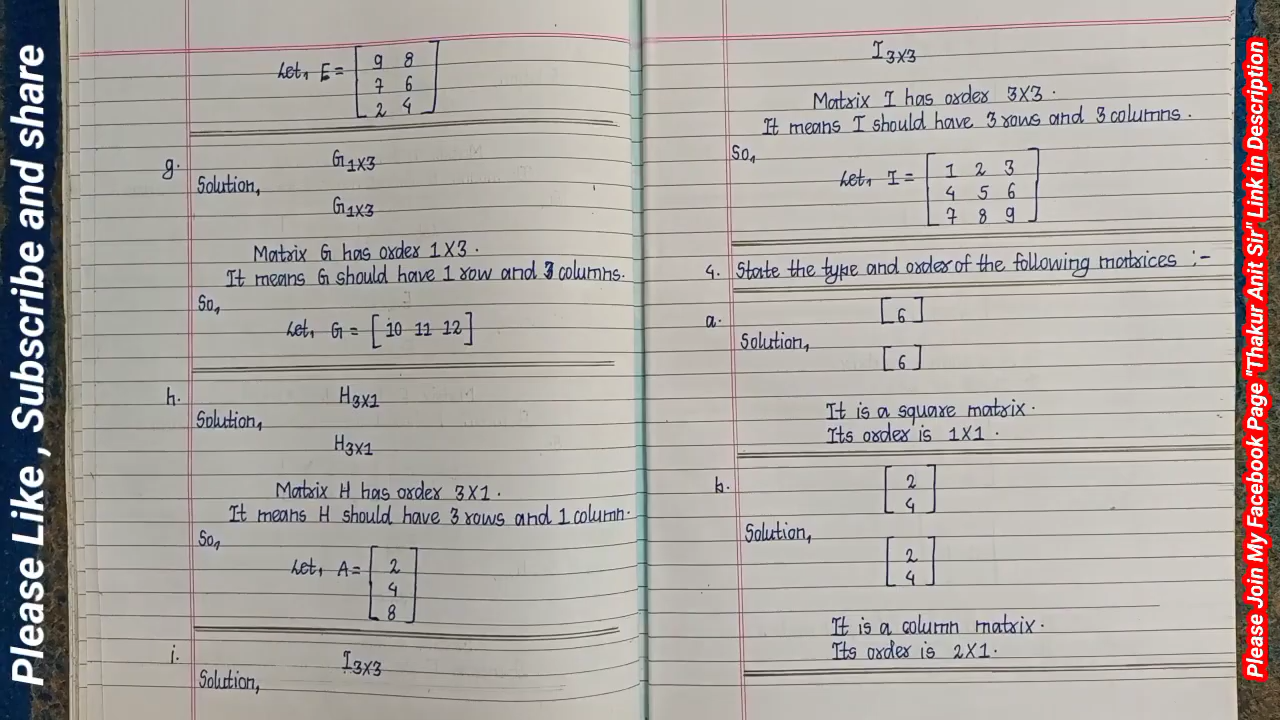 Please Like , Subscribe and share
Let, E = [ 9 8
7 6
2 4 ]
g. G1X3
Solution,
G1X3
Matrix G has order 1X3.
It means G should have 1 row and 3 columns.
So,
Let, G = [ 10 11 12 ]
h. H3X1
Solution,
H3X1
Matrix H has order 3X1.
It means H should have 3 rows and 1 column.
So,
Let, A = [ 2
4
8 ]
i. I3X3
Solution,
I3X3
Matrix I has order 3X3.
It means I should have 3 rows and 3 columns.
So,
Let, I = [ 1 2 3
4 5 6
7 8 9 ]
4. State the type and order of the following matrices :-
a. [ 6 ]
Solution,
[ 6 ]
It is a square matrix.
Its order is 1X1.
b. [ 2
4 ]
Solution,
[ 2
4 ]
It is a column matrix.
Its order is 2X1.
Please Join My Facebook Page "Thakur Anit Sir" Link in Description